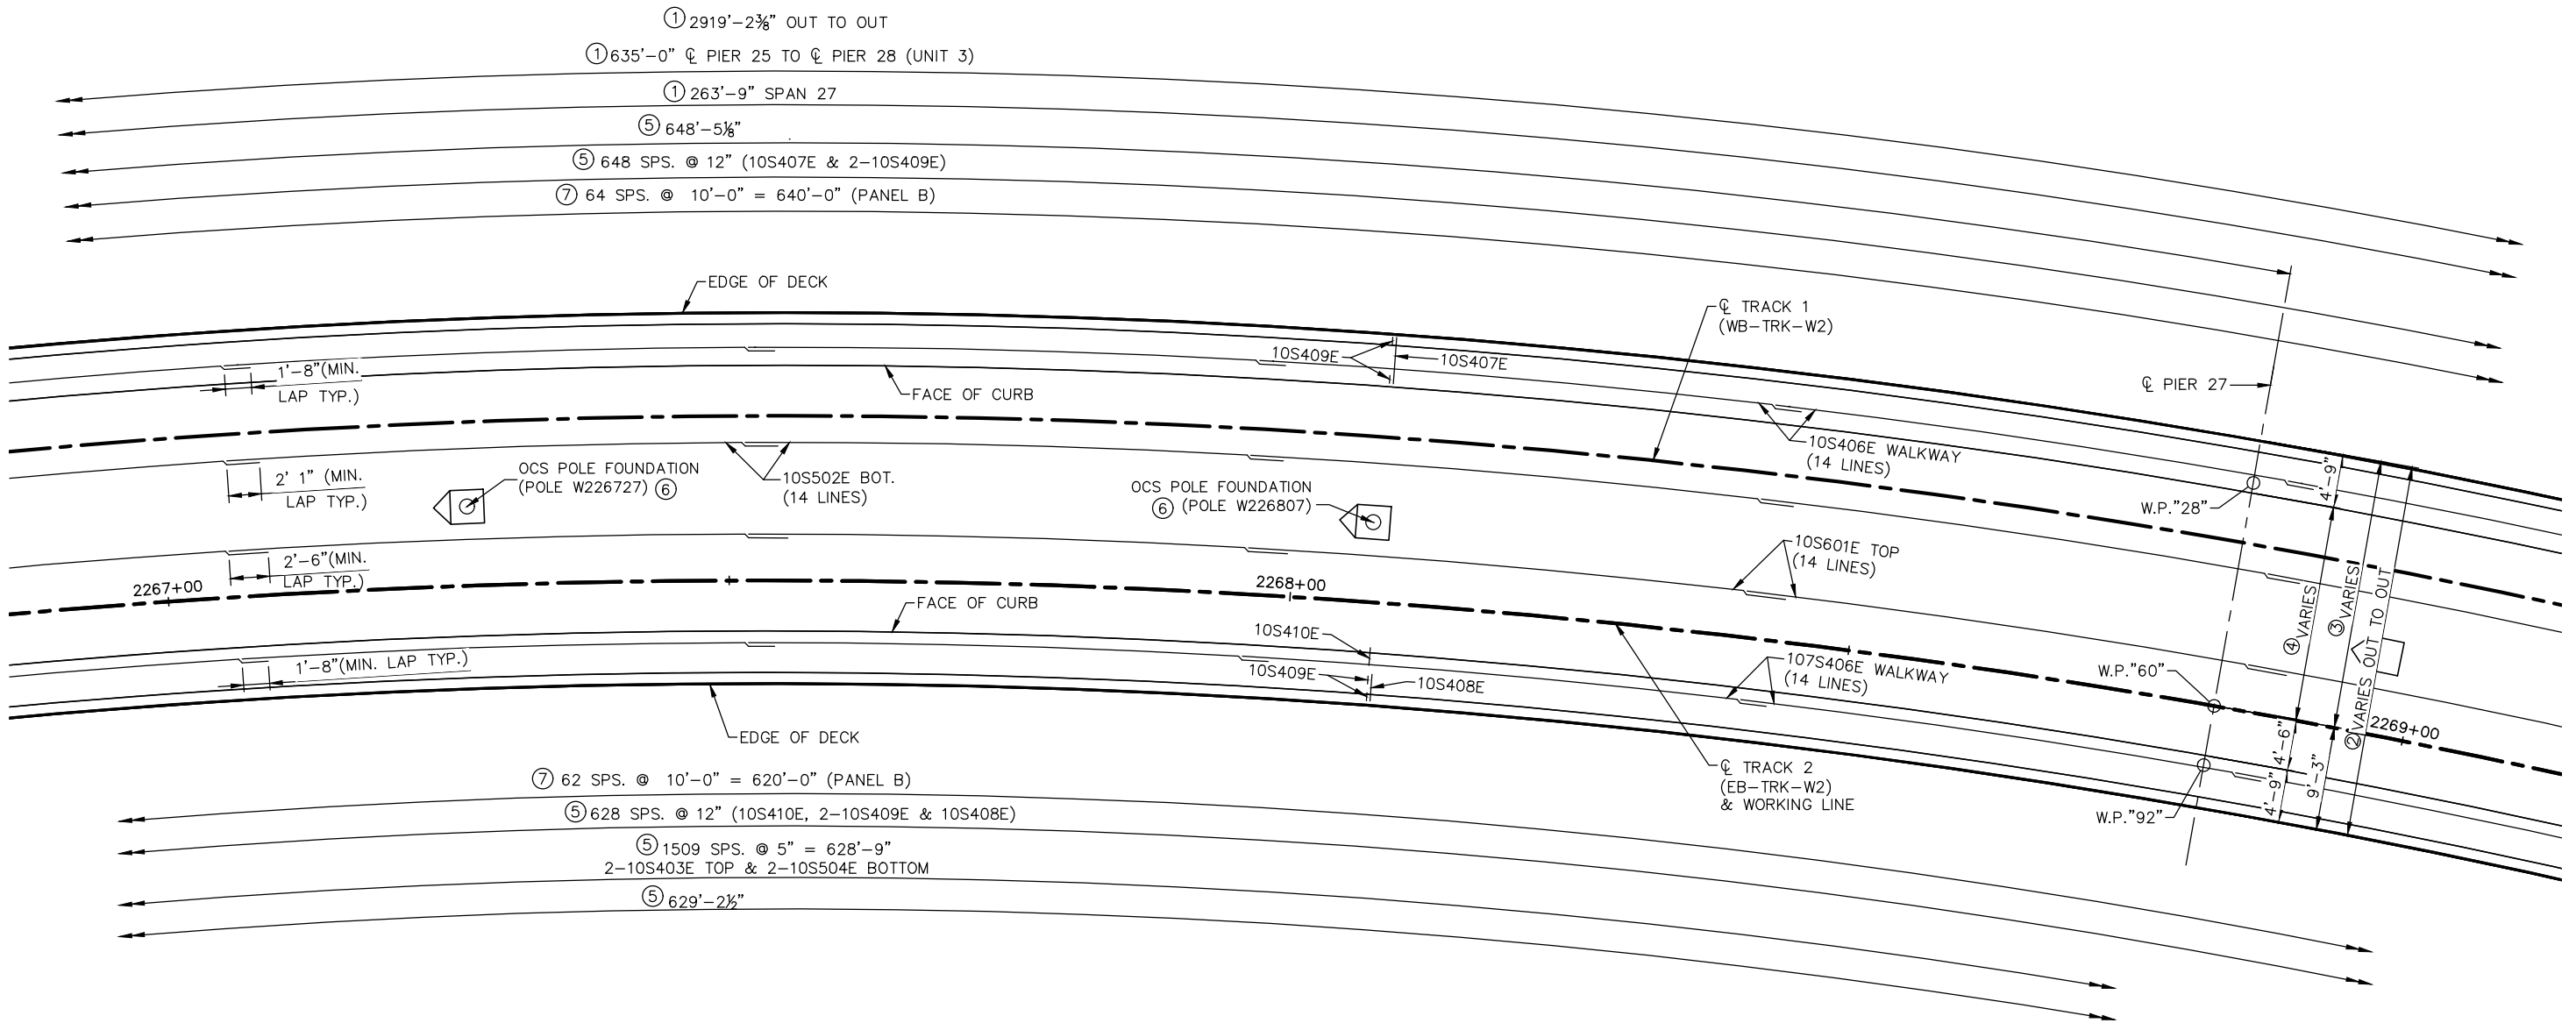 ① 2919'-2⅜" OUT TO OUT
① 635'-0" ℄ PIER 25 TO ℄ PIER 28 (UNIT 3)
① 263'-9" SPAN 27
⑤ 648'-5⅛"
⑤ 648 SPS. @ 12" (10S407E & 2-10S409E)
⑦ 64 SPS. @ 10'-0" = 640'-0" (PANEL B)
EDGE OF DECK
℄ TRACK 1
(WB-TRK-W2)
10S409E
10S407E
1'-8"(MIN.
LAP TYP.)
FACE OF CURB
℄ PIER 27
10S406E WALKWAY
(14 LINES)
OCS POLE FOUNDATION
(POLE W226727) ⑥
2' 1" (MIN.
LAP TYP.)
10S502E BOT.
(14 LINES)
OCS POLE FOUNDATION
⑥ (POLE W226807)
W.P."28"
4'-9"
10S601E TOP
(14 LINES)
2'-6"(MIN.
LAP TYP.)
2267+00
2268+00
FACE OF CURB
④ VARIES
③ VARIES
② VARIES OUT TO OUT
10S410E
1'-8"(MIN. LAP TYP.)
10S409E
10S408E
107S406E WALKWAY
(14 LINES)
W.P."60"
2269+00
EDGE OF DECK
4'-6"
4'-9"
9'-3"
℄ TRACK 2
(EB-TRK-W2)
& WORKING LINE
W.P."92"
⑦ 62 SPS. @ 10'-0" = 620'-0" (PANEL B)
⑤ 628 SPS. @ 12" (10S410E, 2-10S409E & 10S408E)
⑤ 1509 SPS. @ 5" = 628'-9"
2-10S403E TOP & 2-10S504E BOTTOM
⑤ 629'-2½"